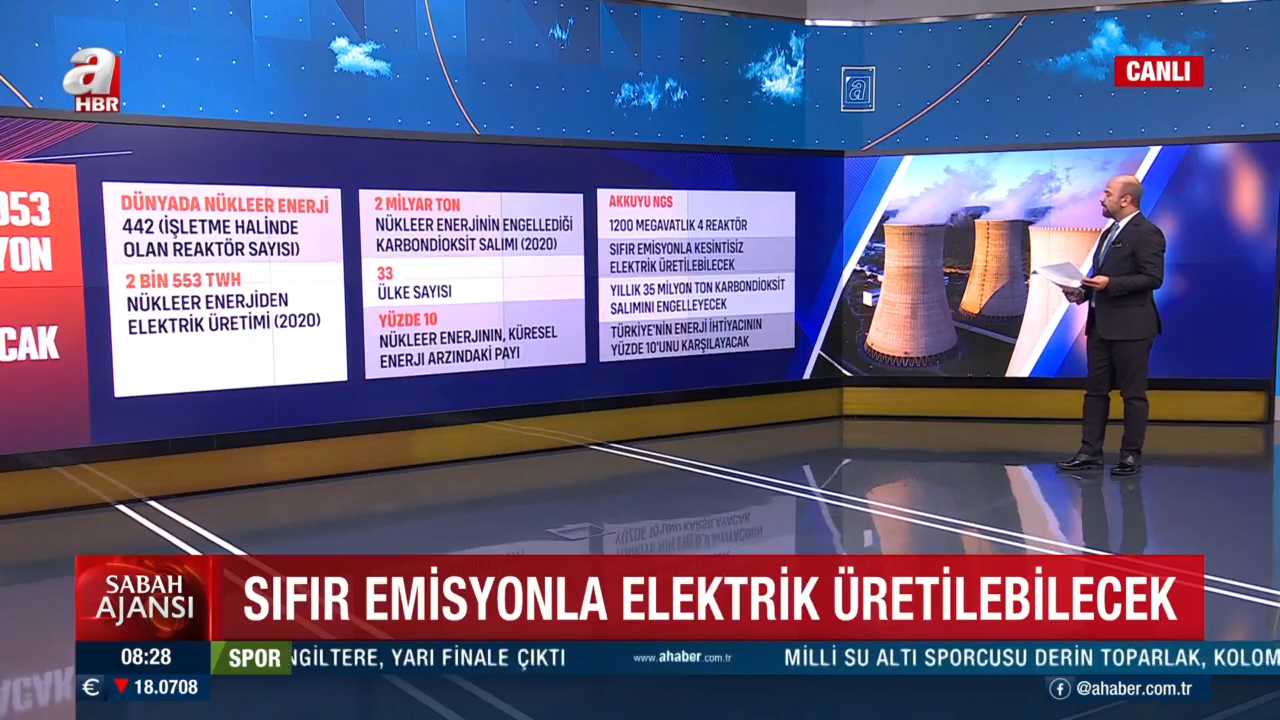 a
HBR
CANLI
a
953
YON
CAK
DÜNYADA NÜKLEER ENERJİ
442 (İŞLETME HALİNDE
OLAN REAKTÖR SAYISI)
2 BİN 553 TWH
NÜKLEER ENERJİDEN
ELEKTRİK ÜRETİMİ (2020)
2 MİLYAR TON
NÜKLEER ENERJİNİN ENGELLEDİĞİ
KARBONDİOKSİT SALIMI (2020)
33
ÜLKE SAYISI
YÜZDE 10
NÜKLEER ENERJININ, KÜRESEL
ENERJİ ARZINDAKİ PAYI
AKKUYU NGS
1200 MEGAVATLIK 4 REAKTÖR
SIFIR EMİSYONLA KESİNTİSİZ
ELEKTRİK ÜRETİLEBİLECEK
YILLIK 35 MİLYON TON KARBONDİOKSİT
SALIMINI ENGELLEYECEK
TÜRKİYE'NİN ENERJİ İHTİYACININ
YÜZDE 10'UNU KARŞILAYACAK
SABAH
AJANSI
SIFIR EMİSYONLA ELEKTRİK ÜRETİLEBİLECEK
08:28
SPOR
NGİLTERE, YARI FİNALE ÇIKTI
www.ahaber.com.tr
MİLLİ SU ALTI SPORCUSU DERİN TOPARLAK, KOLOM
€ 18.0708
@ahaber.com.tr